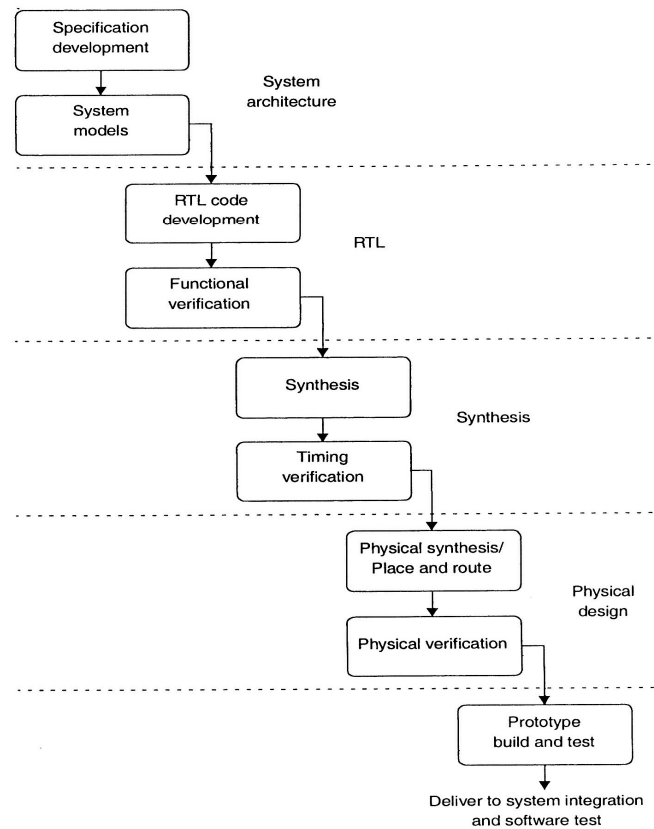 Specification
development
System
architecture
System
models
RTL code
development
RTL
Functional
verification
Synthesis
Synthesis
Timing
verification
Physical synthesis/
Place and route
Physical
design
Physical verification
Prototype
build and test
Deliver to system integration
and software test